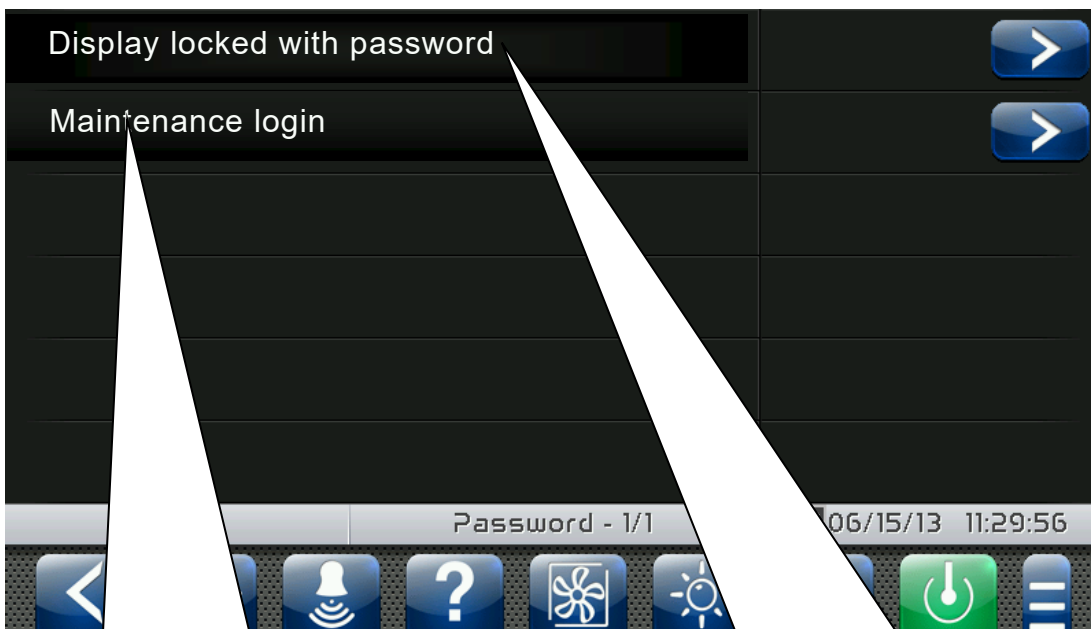 Display locked with password
Maintenance login
Password - 1/1
06/15/13 11:29:56
?